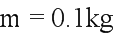 m = 0.1kg